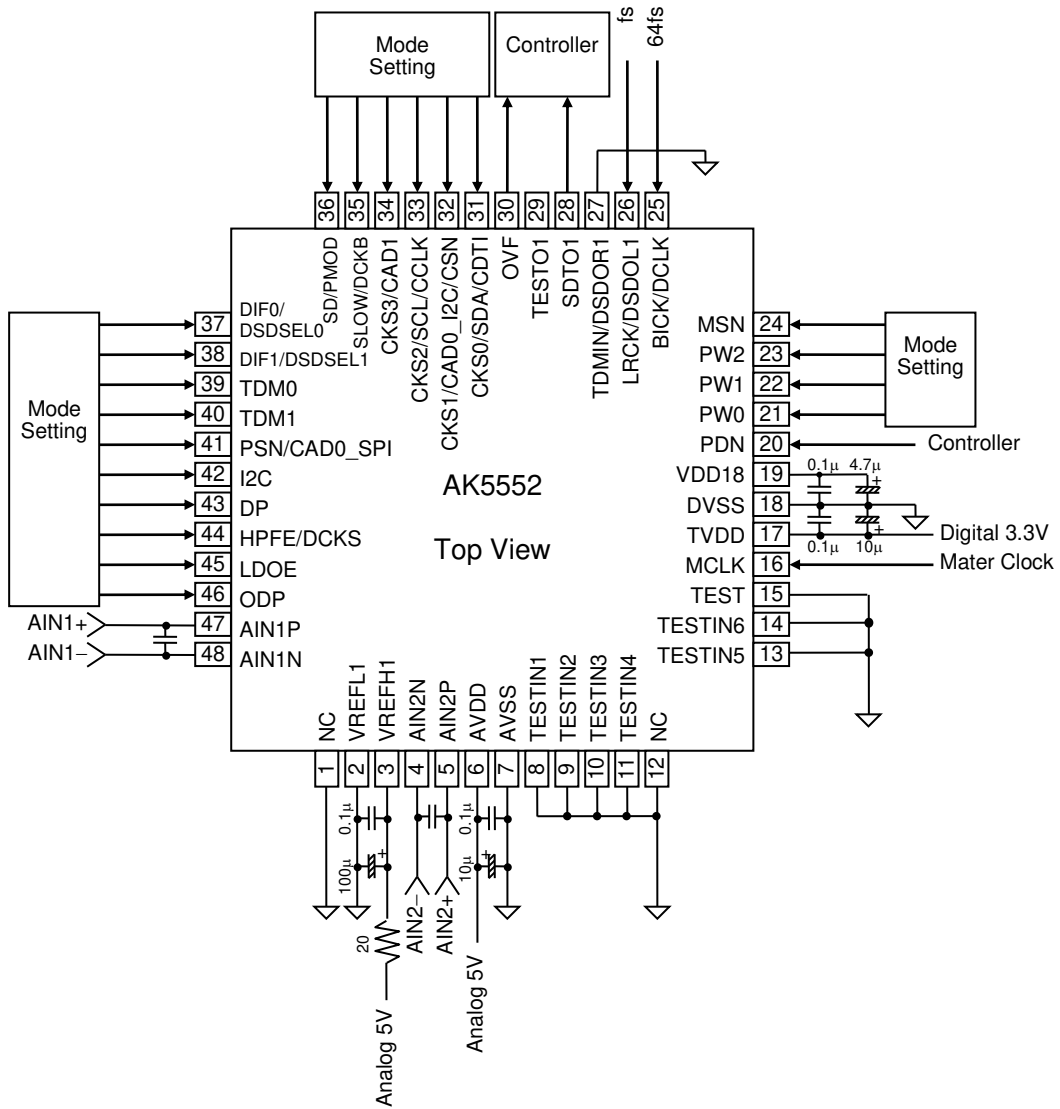 Mode
Setting
Controller
fs
64fs
36
35
34
33
32
31
30
29
28
27
26
25
SD/PMOD
SLOW/DCKB
CKS3/CAD1
CKS2/SCL/CCLK
CKS1/CAD0_I2C/CSN
CKS0/SDA/CDTI
OVF
TESTO1
SDTO1
TDMIN/DSDOR1
LRCK/DSDOL1
BICK/DCLK
Mode
Setting
37 DIF0/
DSDSEL0
38 DIF1/DSDSEL1
39 TDM0
40 TDM1
41 PSN/CAD0_SPI
42 I2C
43 DP
44 HPFE/DCKS
45 LDOE
46 ODP
AIN1+ 47 AIN1P
AIN1− 48 AIN1N
AK5552
Top View
MSN 24
PW2 23
PW1 22
PW0 21
Mode
Setting
PDN 20 Controller
VDD18 19 0.1μ 4.7μ +
DVSS 18
TVDD 17 0.1μ 10μ + Digital 3.3V
MCLK 16 Mater Clock
TEST 15
TESTIN6 14
TESTIN5 13
NC
VREFL1
VREFH1
AIN2N
AIN2P
AVDD
AVSS
TESTIN1
TESTIN2
TESTIN3
TESTIN4
NC
1
2
3
4
5
6
7
8
9
10
11
12
0.1μ
100μ +
20
Analog 5V
AIN2−
AIN2+
0.1μ
10μ +
Analog 5V